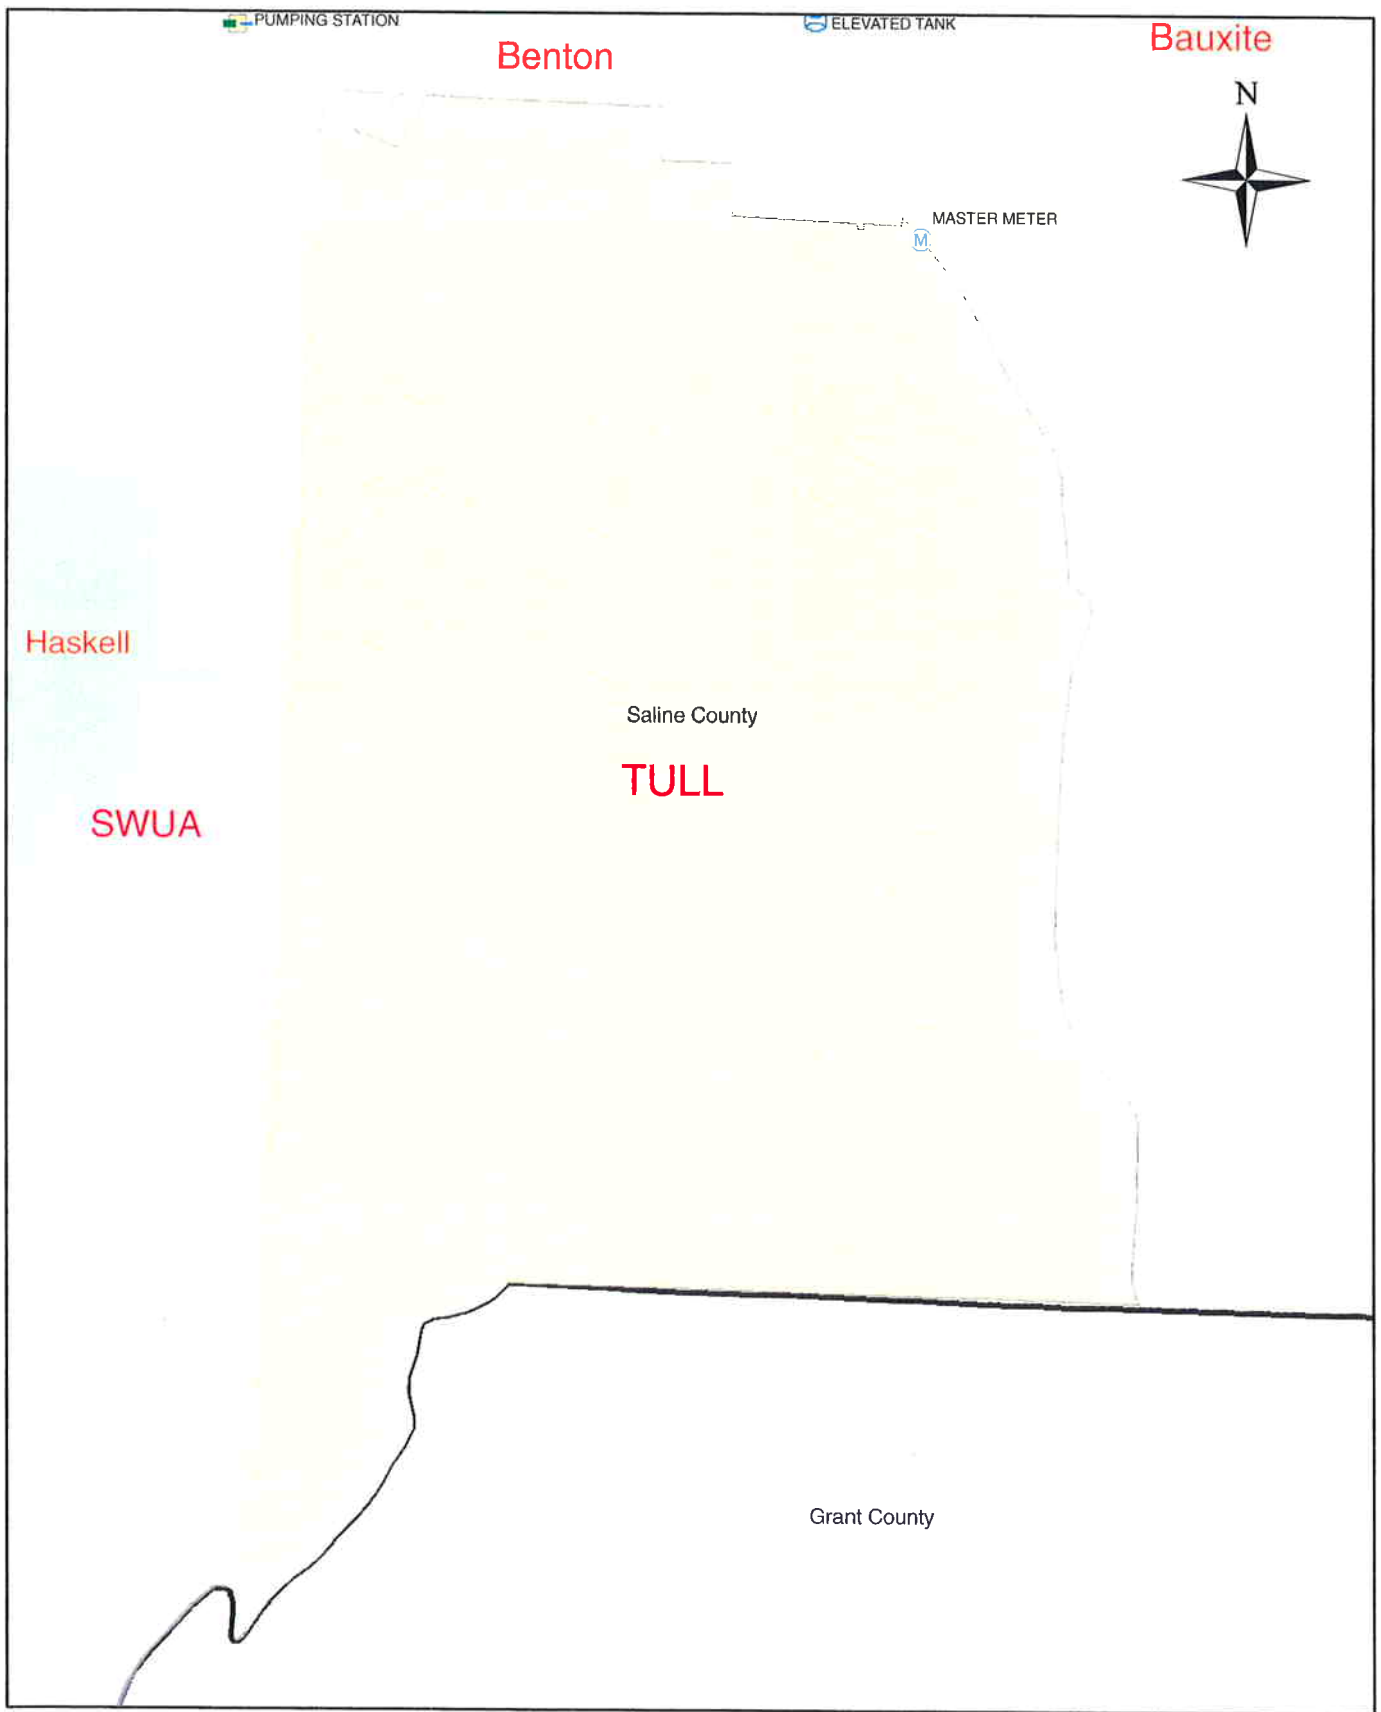 PUMPING STATION
ELEVATED TANK
Bauxite
Benton
N
MASTER METER
M
Haskell
Saline County
TULL
SWUA
Grant County